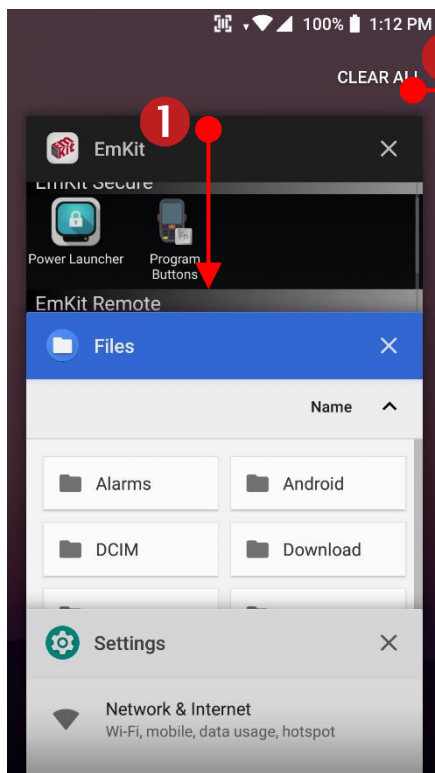 100% 1:12 PM
CLEAR ALL
1
EmKit
EmKit Secure
Power Launcher
Program Buttons
Fn
EmKit Remote
Files
Name
Alarms
Android
DCIM
Download
Settings
Network & Internet
Wi-Fi, mobile, data usage, hotspot